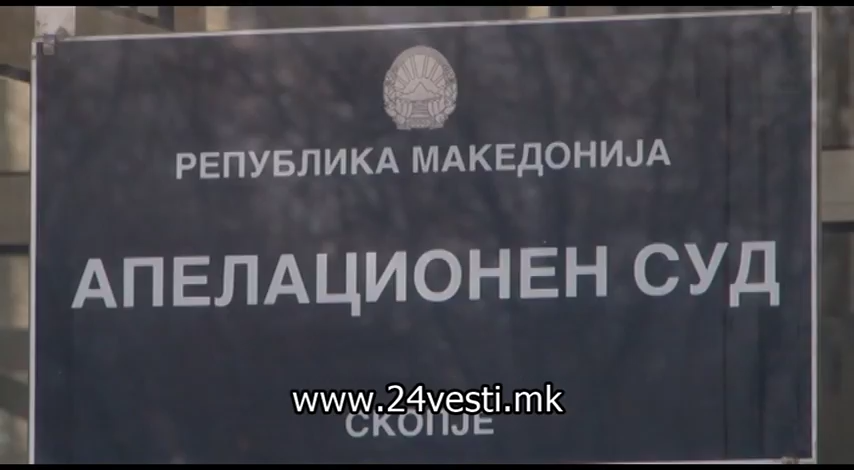 РЕПУБЛИКА МАКЕДОНИЈА
АПЕЛАЦИОНЕН СУД
www.24vesti.mk
СКОПЈЕ